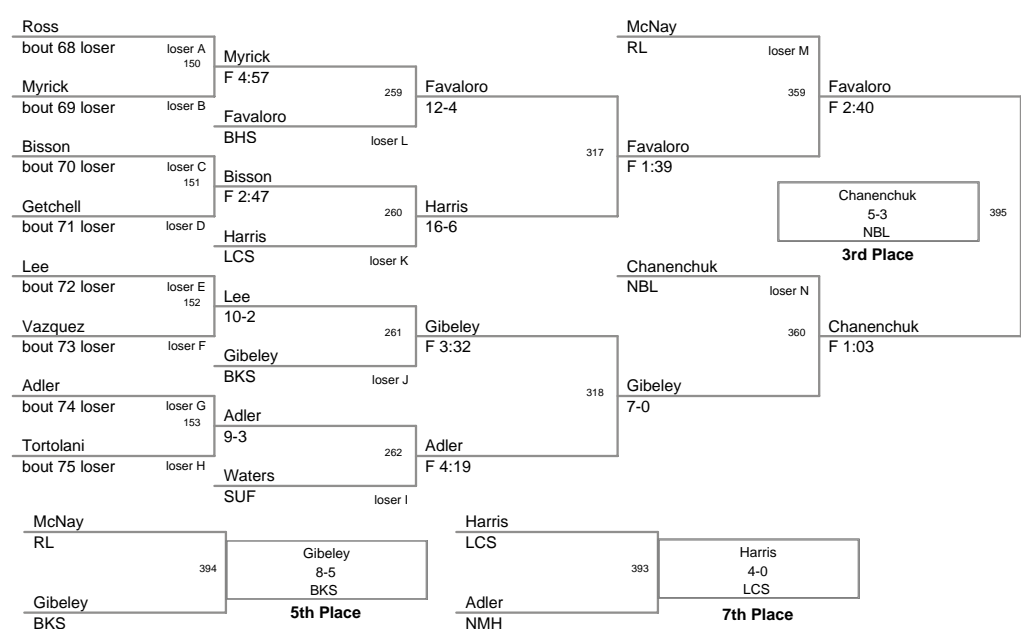 Ross
bout 68 loser
loser A
150
Myrick
bout 69 loser
loser B
Bisson
bout 70 loser
loser C
151
Getchell
bout 71 loser
loser D
Lee
bout 72 loser
loser E
152
Vazquez
bout 73 loser
loser F
Adler
bout 74 loser
loser G
153
Tortolani
bout 75 loser
loser H
Myrick
F 4:57
259
Favaloro
BHS
loser L
Bisson
F 2:47
260
Harris
LCS
loser K
Lee
10-2
261
Gibeley
BKS
loser J
Adler
9-3
262
Waters
SUF
loser I
Favaloro
12-4
317
Harris
16-6
Gibeley
F 3:32
318
Adler
F 4:19
McNay
RL
loser M
359
Favaloro
F 1:39
Chanenchuk
NBL
loser N
360
Gibeley
7-0
Favaloro
F 2:40
395
Chanenchuk
F 1:03
Chanenchuk
5-3
NBL
3rd Place
McNay
RL
394
Gibeley
BKS
Gibeley
8-5
BKS
5th Place
Harris
LCS
393
Adler
NMH
Harris
4-0
LCS
7th Place